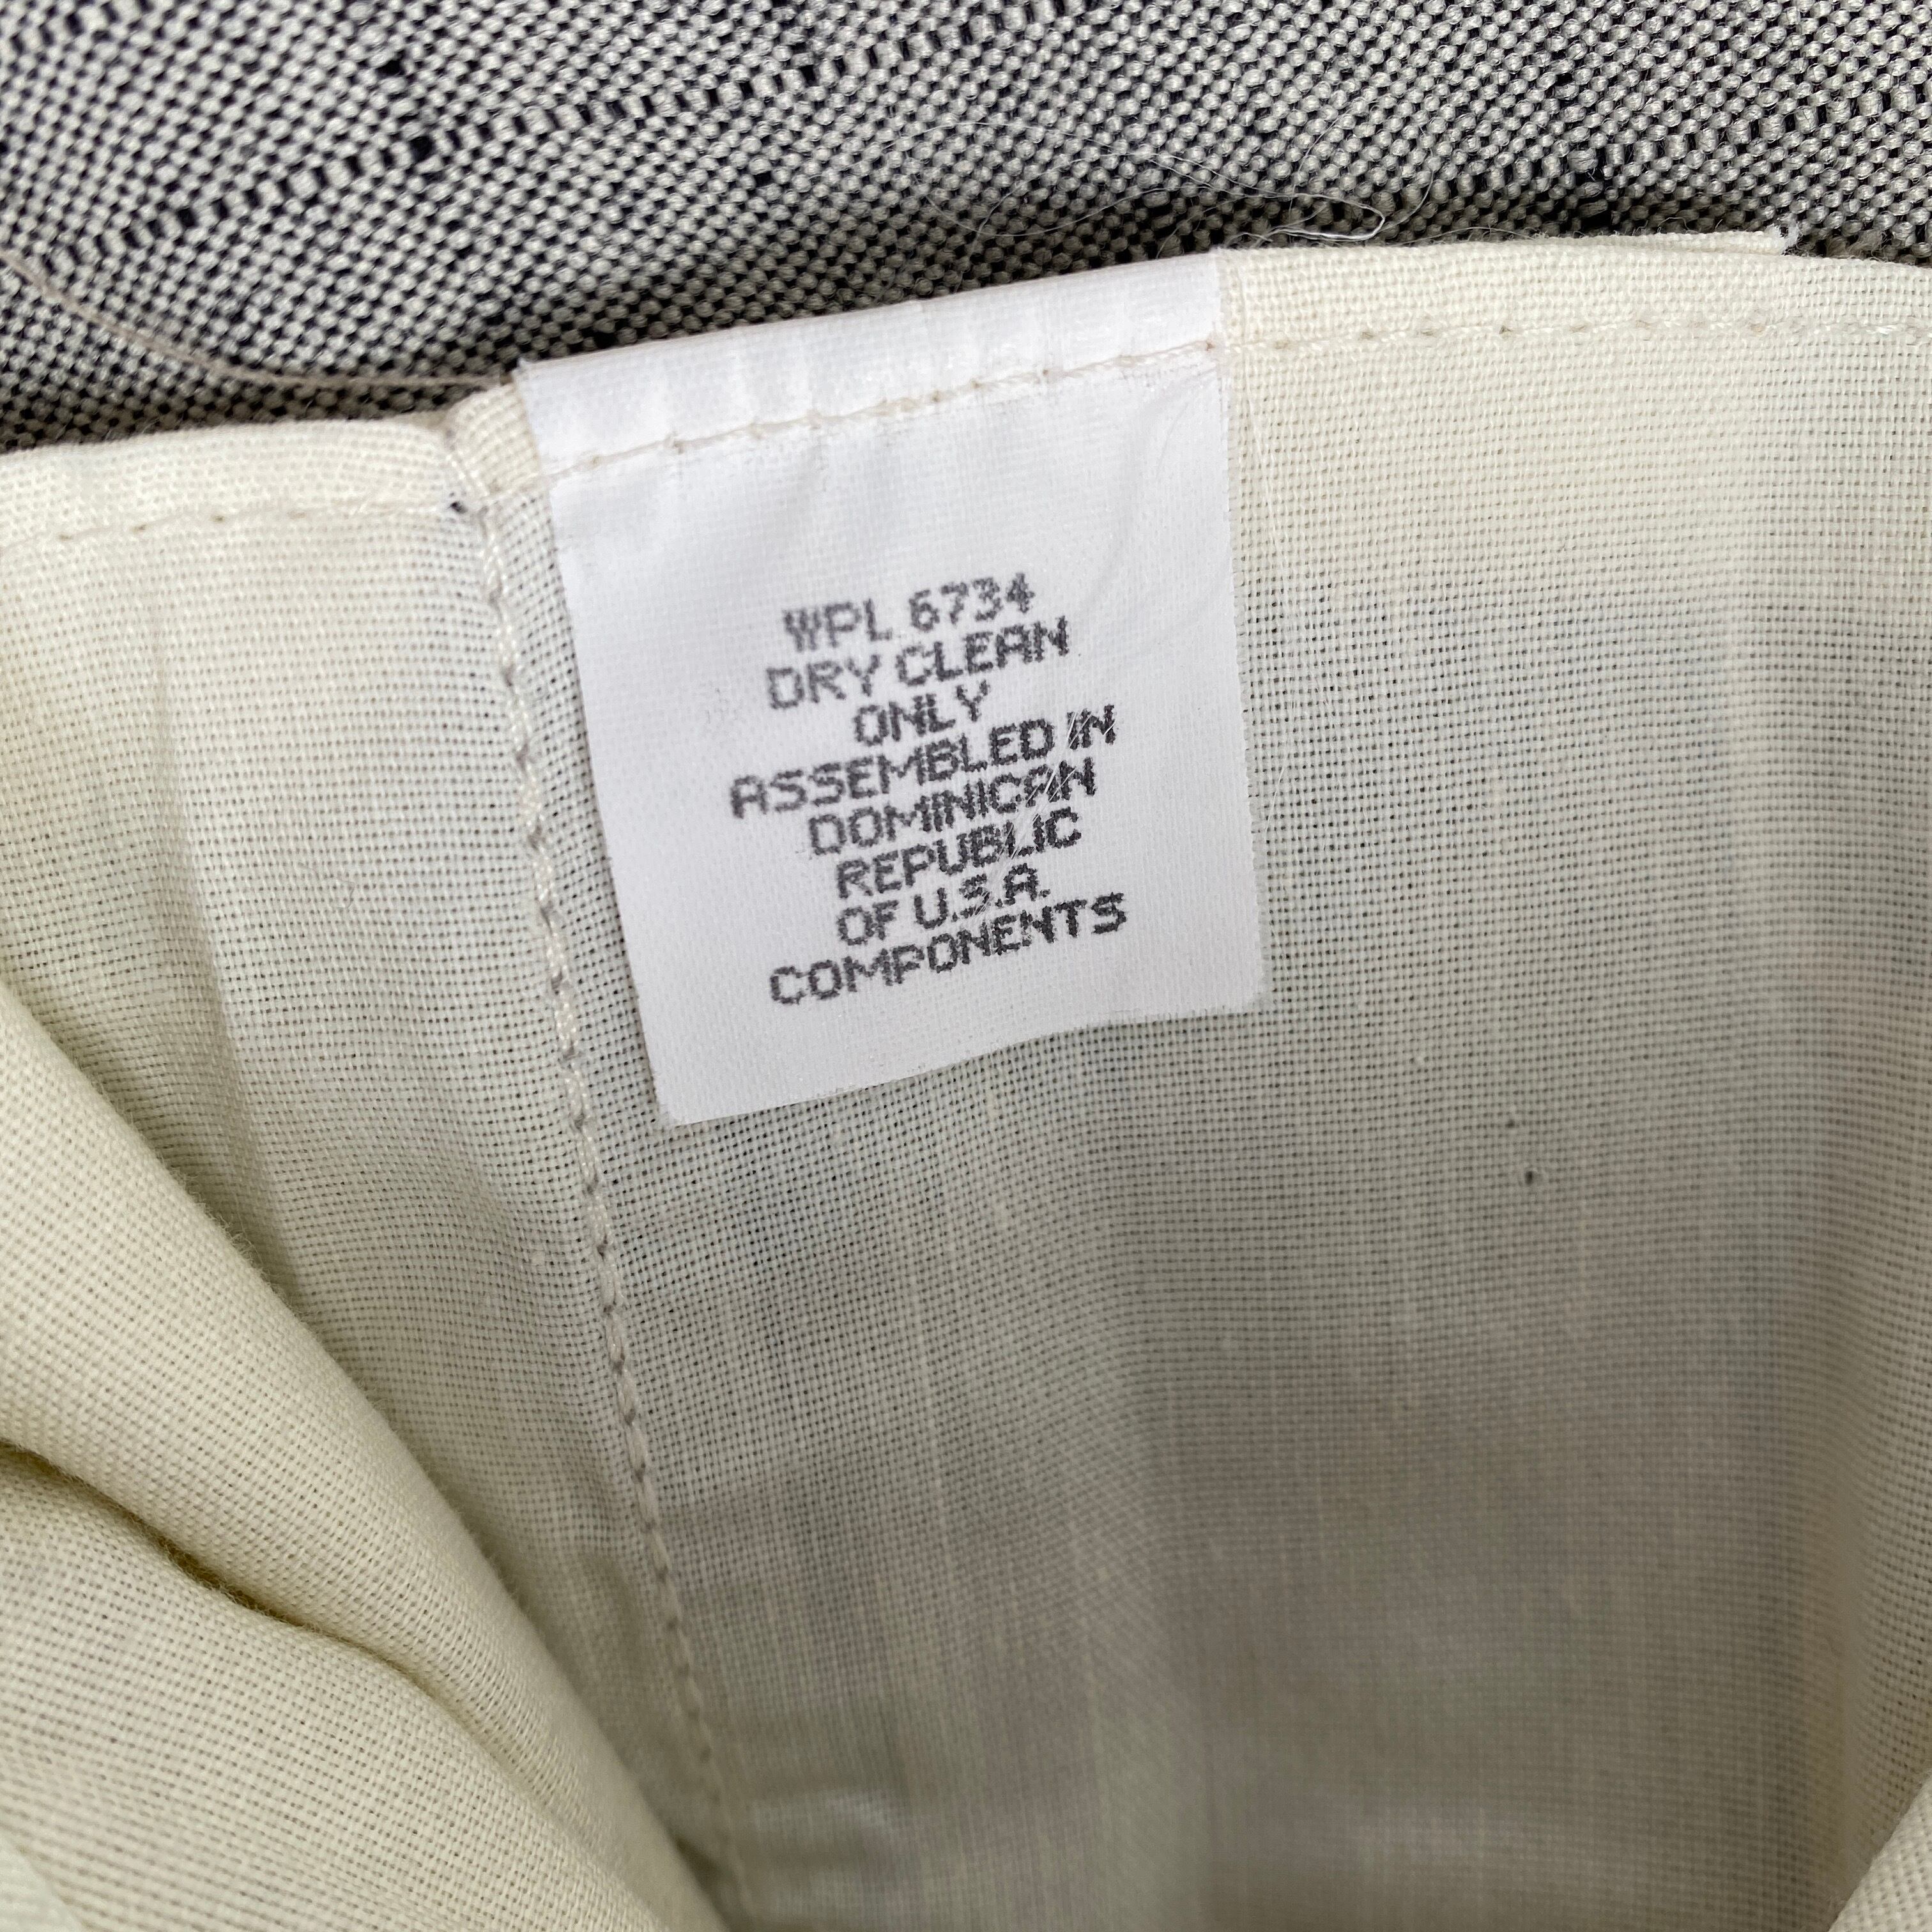 WPL 6734
DRY CLEAN
ONLY
ASSEMBLED IN
DOMINICAN
REPUBLIC
OF U.S.A.
COMPONENTS